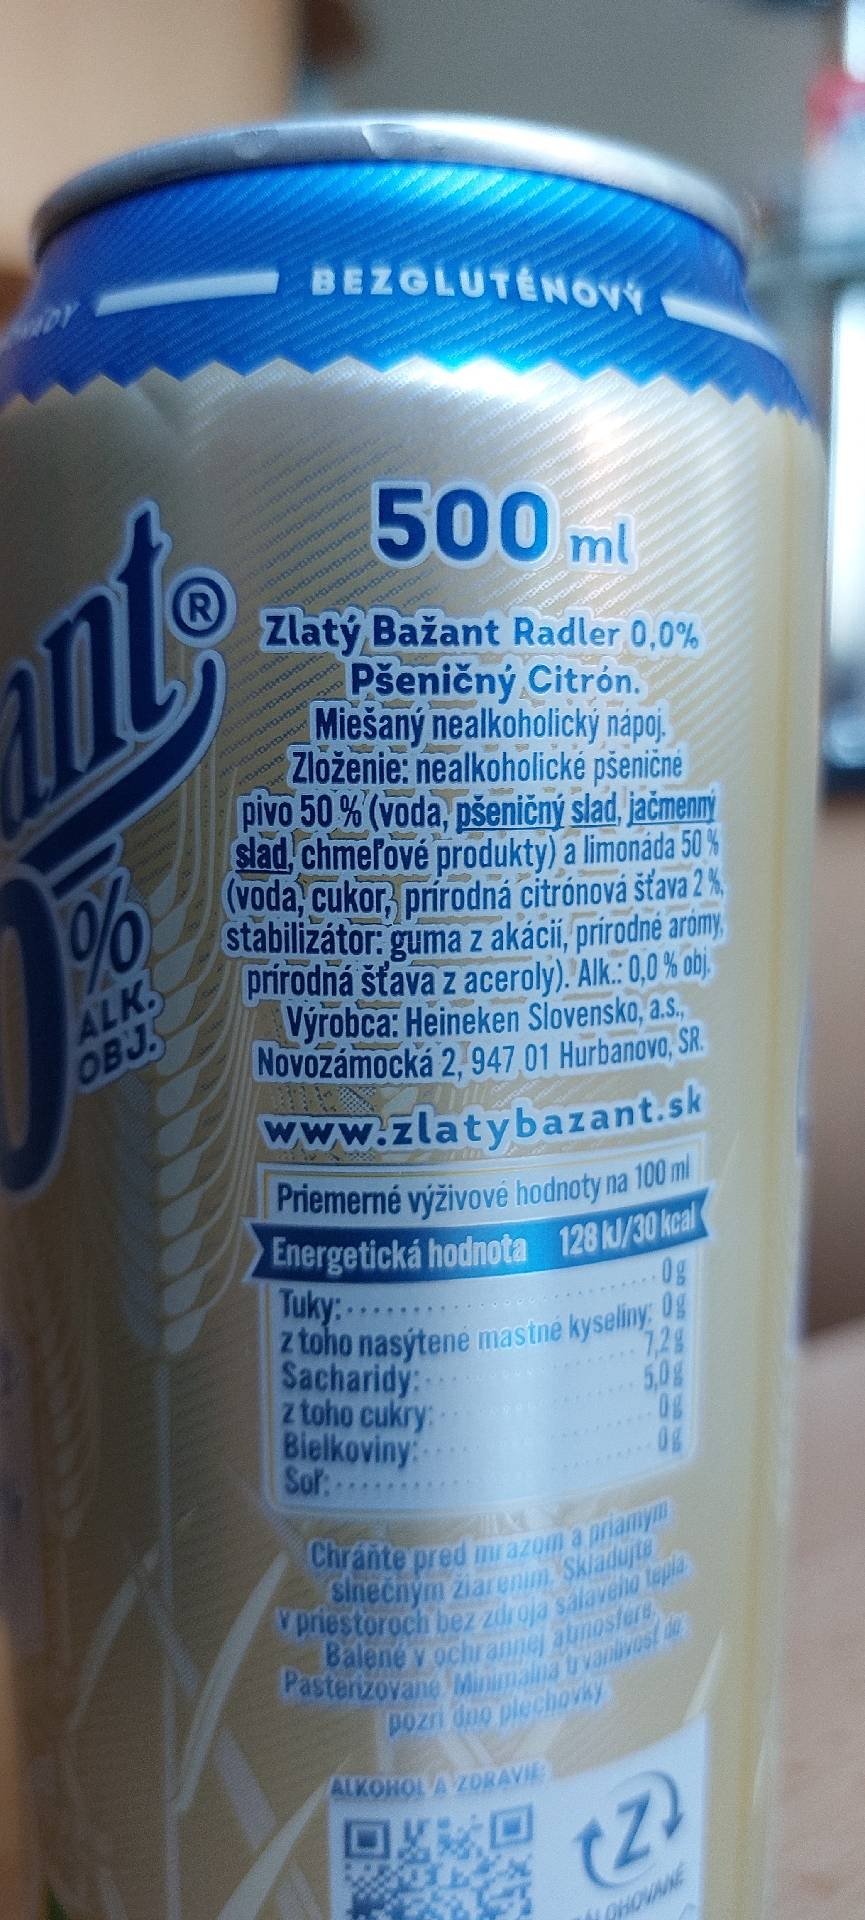 BEZGLUTÉNOVÝ
ant®
0%
ALK.
OBJ.
500 ml
Zlatý Bažant Radler 0,0%
Pšeničný Citrón.
Miešaný nealkoholický nápoj.
Zloženie: nealkoholické pšeničné
pivo 50 % (voda, pšeničný slad, jačmenný
slad, chmeľové produkty) a limonáda 50 %
(voda, cukor, prírodná citrónová šťava 2 %,
stabilizátor: guma z akácií, prírodné arómy,
prírodná šťava z aceroly). Alk.: 0,0 % obj.
Výrobca: Heineken Slovensko, a.s.,
Novozámocká 2, 947 01 Hurbanovo, SR.
www.zlatybazant.sk
Priemerné výživové hodnoty na 100 ml
Energetická hodnota 128 kJ/30 kcal
Tuky: 0 g
z toho nasýtené mastné kyseliny: 0 g
Sacharidy: 7,2 g
z toho cukry: 5,0 g
Bielkoviny: 0 g
Soľ: 0 g
Chráňte pred mrazom a priamym
slnečným žiarením. Skladujte
v priestoroch bez zdroja sálavého tepla.
Balené v ochrannej atmosfére.
Pasterizované. Minimálna trvanlivosť do:
pozri dno plechovky.
ALKOHOL A ZDRAVIE:
Z